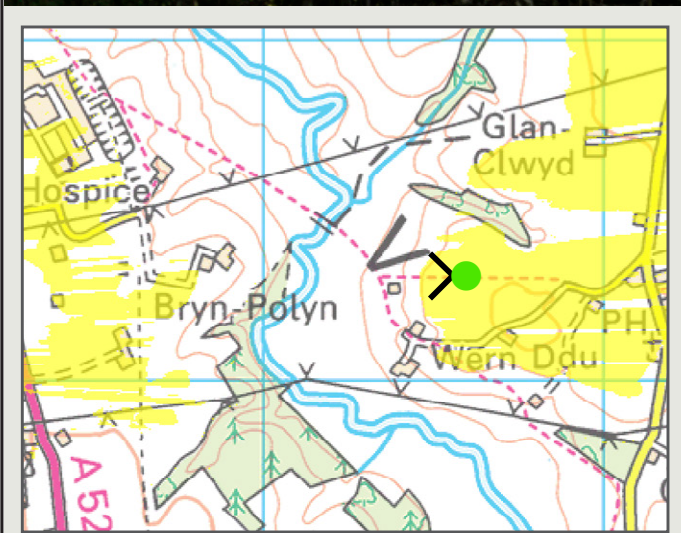 Glan-
Clwyd
Hospice
Bryn-Polyn
PH
Wern Ddu
A 52